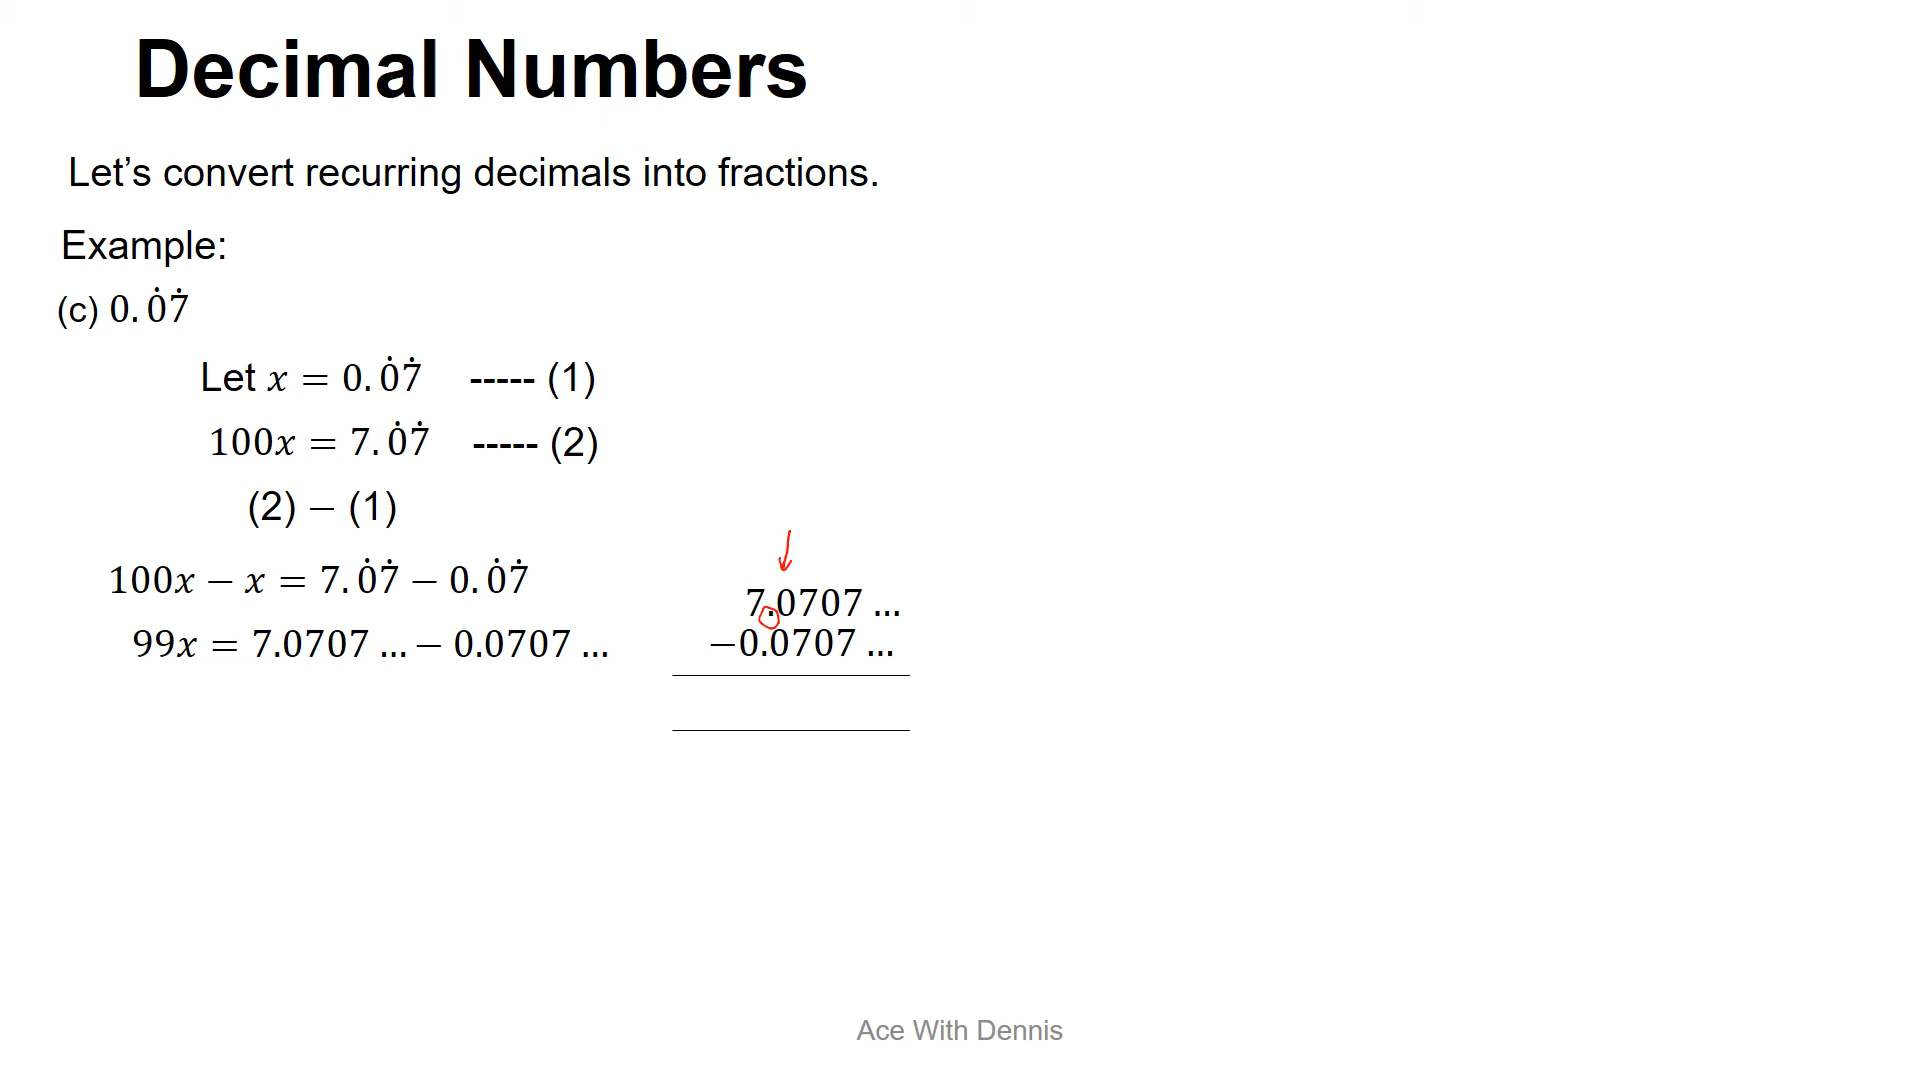 Decimal Numbers
Let’s convert recurring decimals into fractions.
Example:
(c) 0. 0̇7̇
Let 𝑥 = 0. 0̇7̇ ----- (1)
100𝑥 = 7. 0̇7̇ ----- (2)
(2) − (1)
100𝑥 − 𝑥 = 7. 0̇7̇ − 0. 0̇7̇
99𝑥 = 7.0707 … − 0.0707 …
7.0707 …
−0.0707 …
Ace With Dennis